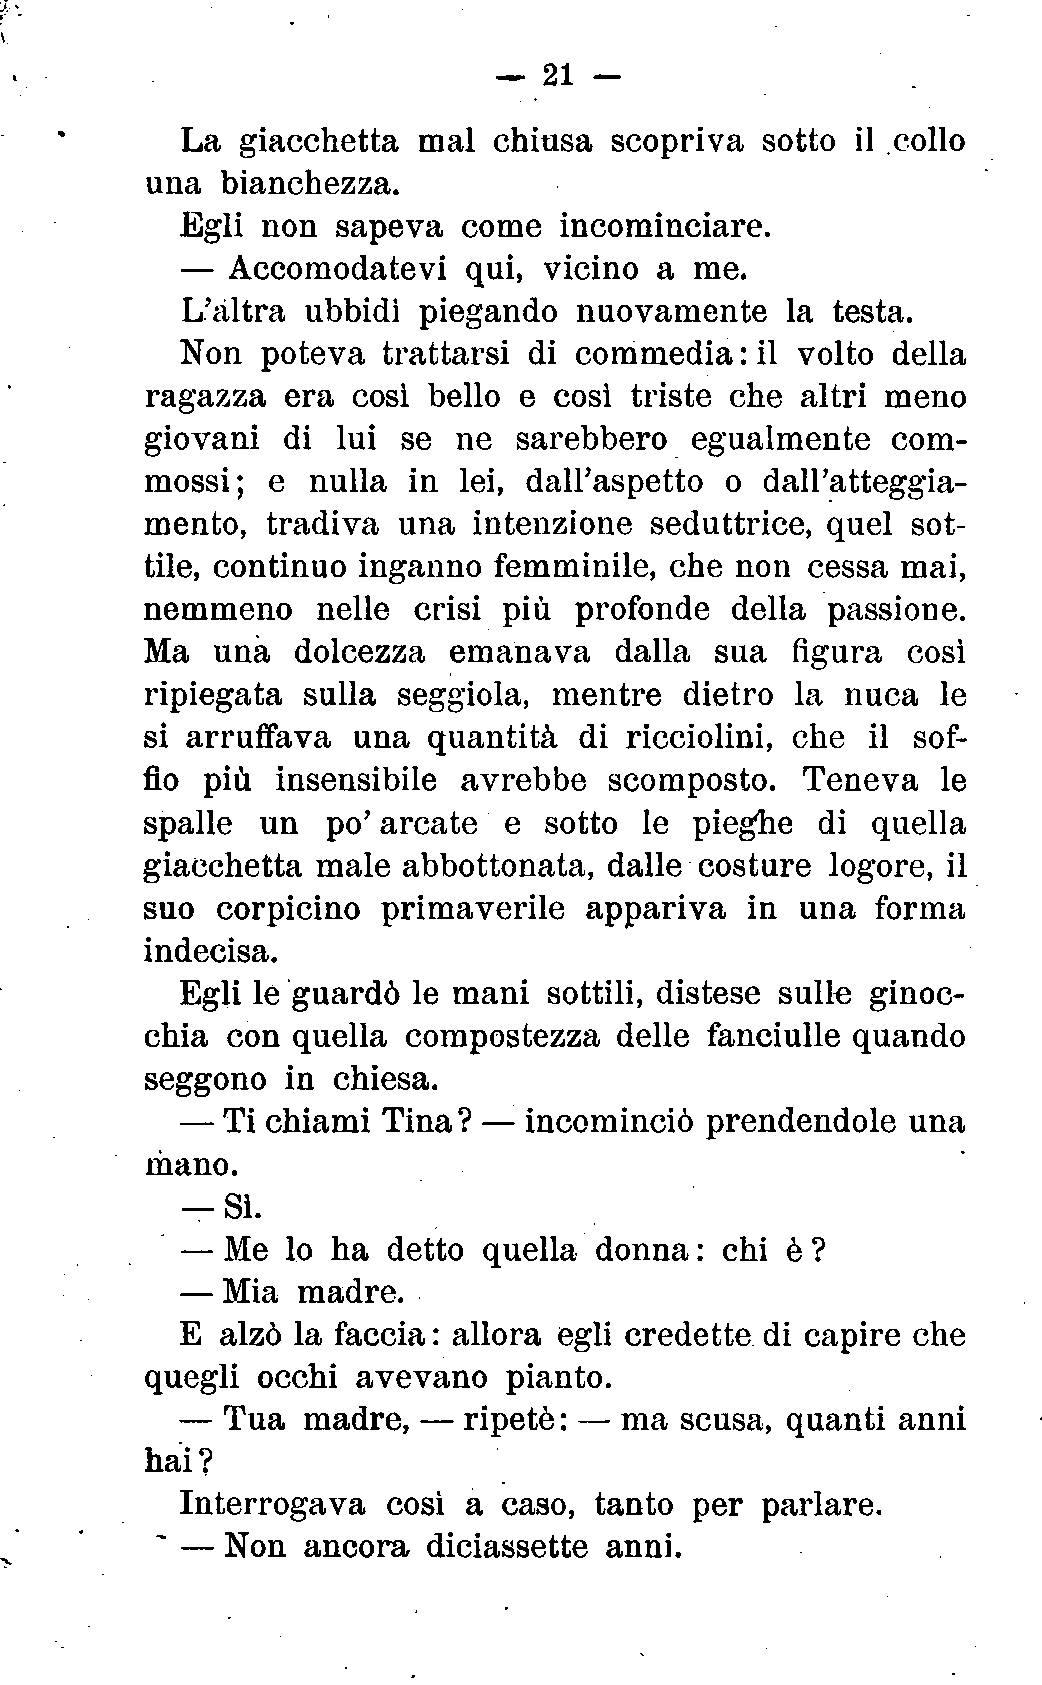 — 21 —
La giacchetta mal chiusa scopriva sotto il collo
una bianchezza.
Egli non sapeva come incominciare.
— Accomodatevi qui, vicino a me.
L'altra ubbidì piegando nuovamente la testa.
Non poteva trattarsi di commedia: il volto della
ragazza era così bello e così triste che altri meno
giovani di lui se ne sarebbero egualmente com-
mossi; e nulla in lei, dall'aspetto o dall'atteggia-
mento, tradiva una intenzione seduttrice, quel sot-
tile, continuo inganno femminile, che non cessa mai,
nemmeno nelle crisi più profonde della passione.
Ma una dolcezza emanava dalla sua figura così
ripiegata sulla seggiola, mentre dietro la nuca le
si arruffava una quantità di ricciolini, che il sof-
fio più insensibile avrebbe scomposto. Teneva le
spalle un po' arcate e sotto le pieghe di quella
giacchetta male abbottonata, dalle costure logore, il
suo corpicino primaverile appariva in una forma
indecisa.
Egli le guardò le mani sottili, distese sulle ginoc-
chia con quella compostezza delle fanciulle quando
seggono in chiesa.
— Ti chiami Tina? — incominciò prendendole una
mano.
— Sì.
— Me lo ha detto quella donna: chi è?
— Mia madre.
E alzò la faccia: allora egli credette di capire che
quegli occhi avevano pianto.
— Tua madre, — ripetè: — ma scusa, quanti anni
hai?
Interrogava così a caso, tanto per parlare.
— Non ancora diciassette anni.